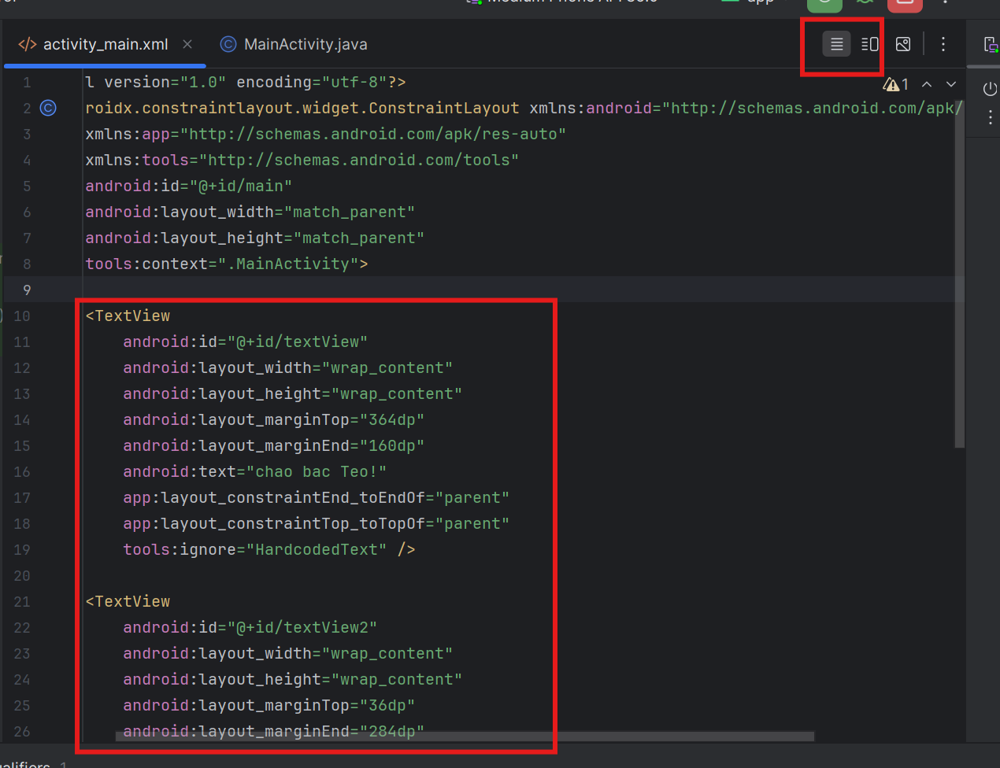 activity_main.xml
MainActivity.java
1 l version="1.0" encoding="utf-8"?>
1
2 roidx.constraintlayout.widget.ConstraintLayout xmlns:android="http://schemas.android.com/apk/
3 xmlns:app="http://schemas.android.com/apk/res-auto"
4 xmlns:tools="http://schemas.android.com/tools"
5 android:id="@+id/main"
6 android:layout_width="match_parent"
7 android:layout_height="match_parent"
8 tools:context=".MainActivity">
9
10 <TextView
11 android:id="@+id/textView"
12 android:layout_width="wrap_content"
13 android:layout_height="wrap_content"
14 android:layout_marginTop="364dp"
15 android:layout_marginEnd="160dp"
16 android:text="chao bac Teo!"
17 app:layout_constraintEnd_toEndOf="parent"
18 app:layout_constraintTop_toTopOf="parent"
19 tools:ignore="HardcodedText" />
20
21 <TextView
22 android:id="@+id/textView2"
23 android:layout_width="wrap_content"
24 android:layout_height="wrap_content"
25 android:layout_marginTop="36dp"
26 android:layout_marginEnd="284dp"